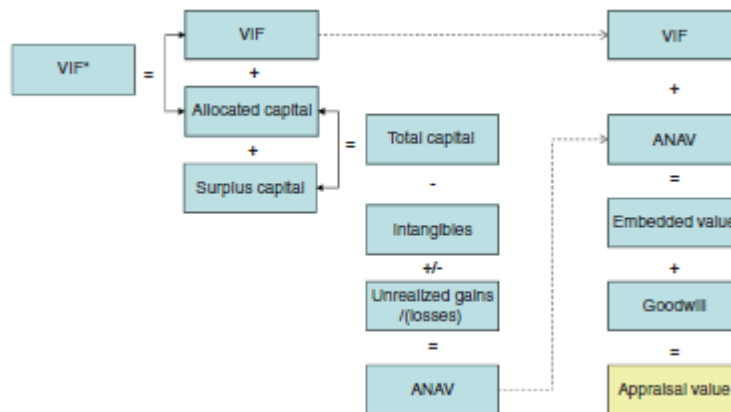 VIF*
=
VIF
+
Allocated capital
+
Surplus capital
=
Total capital
-
Intangibles
+/-
Unrealized gains
/(losses)
=
ANAV
VIF
+
ANAV
=
Embedded value
+
Goodwill
=
Appraisal value